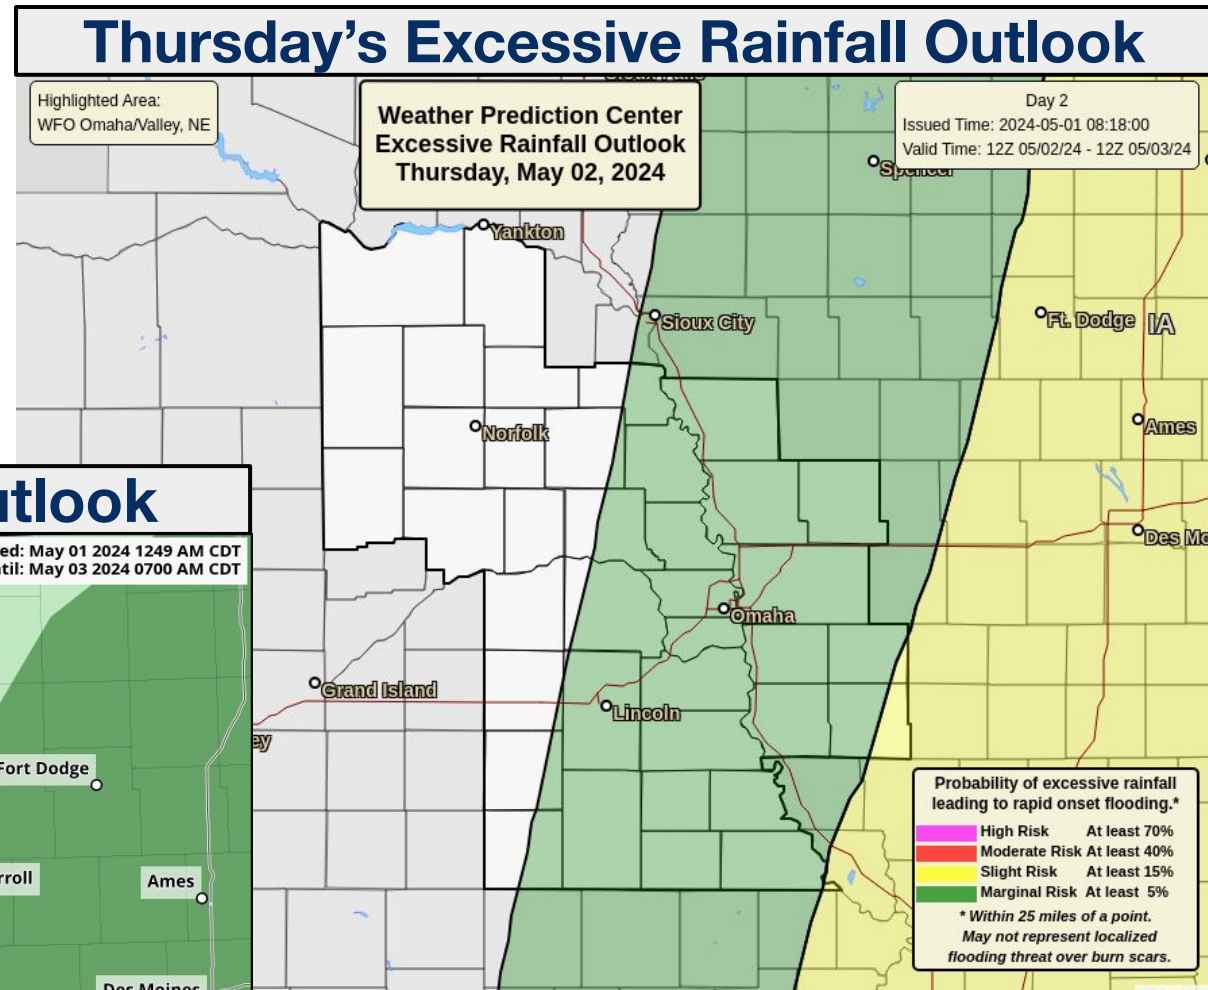 Thursday's Excessive Rainfall Outlook
Highlighted Area:
WFO Omaha/Valley, NE
Weather Prediction Center
Excessive Rainfall Outlook
Thursday, May 02, 2024
Day 2
Issued Time: 2024-05-01 08:18:00
Valid Time: 12Z 05/02/24 - 12Z 05/03/24
Spencer
Yankton
Sioux City
Ft. Dodge
IA
Norfolk
Ames
utlook
ed: May 01 2024 1249 AM CDT
til: May 03 2024 0700 AM CDT
Des Mo
Omaha
Grand Island
Lincoln
ey
Fort Dodge
rroll
Ames
Des Moines
Probability of excessive rainfall
leading to rapid onset flooding.*
High Risk At least 70%
Moderate Risk At least 40%
Slight Risk At least 15%
Marginal Risk At least 5%
* Within 25 miles of a point.
May not represent localized
flooding threat over burn scars.